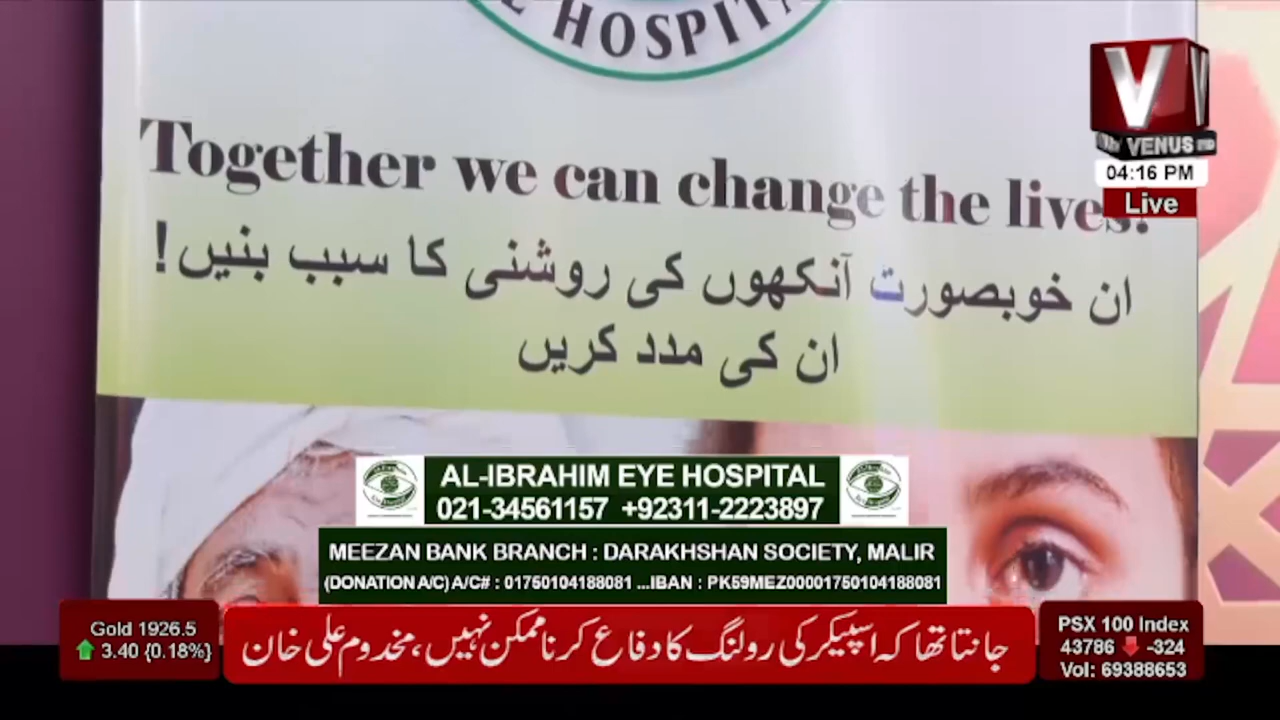 HOSPITAL
Together we can change the lives.
ان خوبصورت آنکھوں کی روشنی کا سبب بنیں!
ان کی مدد کریں
V
VENUS
04:16 PM
Live
AL-IBRAHIM EYE HOSPITAL
021-34561157 +92311-2223897
MEEZAN BANK BRANCH : DARAKHSHAN SOCIETY, MALIR
(DONATION A/C) A/C# : 01750104188081 ...IBAN : PK59MEZ00001750104188081
Gold 1926.5
3.40 {0.18%}
جانتا تھا کہ اسپیکر کی رولنگ کا دفاع کرنا ممکن نہیں، مخدوم علی خان
PSX 100 Index
43786 -324
Vol: 69388653